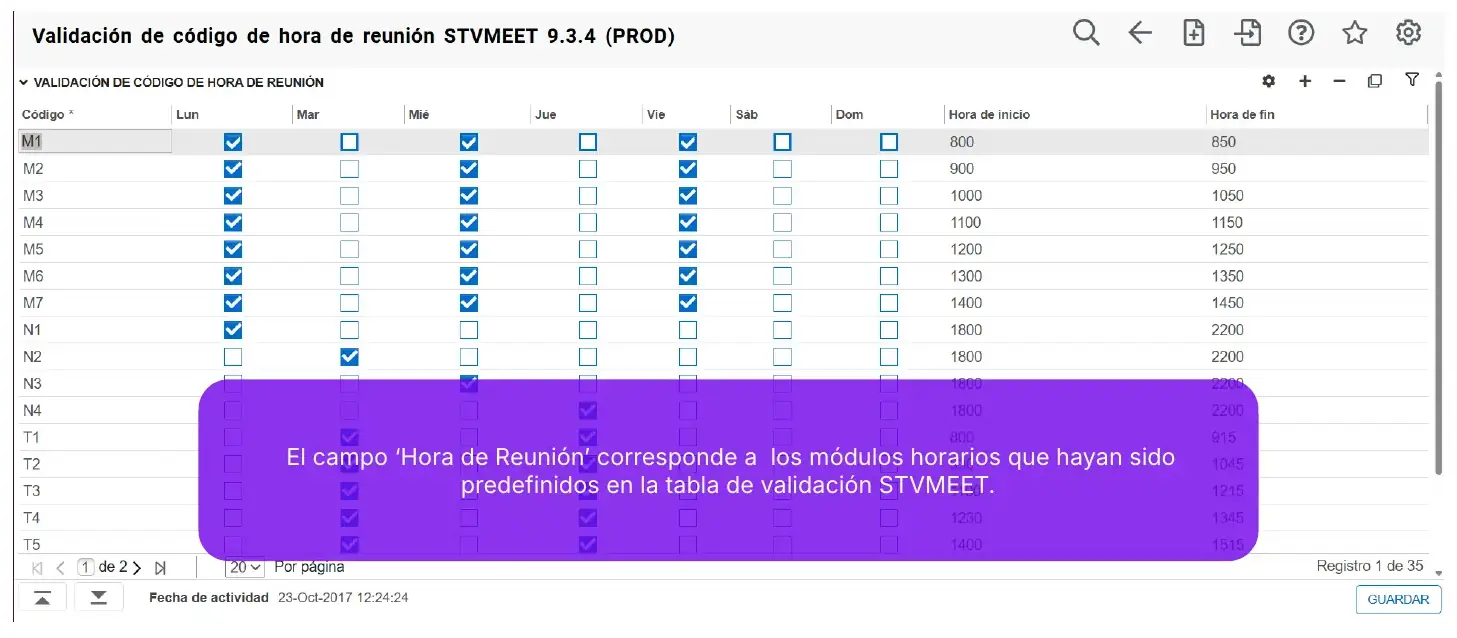 Validación de código de hora de reunión STVMEET 9.3.4 (PROD)
VALIDACIÓN DE CÓDIGO DE HORA DE REUNIÓN
Código * Lun Mar Mié Jue Vie Sáb Dom Hora de inicio Hora de fin
M1 800 850
M2 900 950
M3 1000 1050
M4 1100 1150
M5 1200 1250
M6 1300 1350
M7 1400 1450
N1 1800 2200
N2 1800 2200
N3 1800 2200
N4 1800 2200
T1 800 915
T2 1045
T3 1215
T4 1230 1345
T5 1400 1515
El campo ‘Hora de Reunión’ corresponde a los módulos horarios que hayan sido
predefinidos en la tabla de validación STVMEET.
1 de 2 20 Por página Registro 1 de 35
Fecha de actividad 23-Oct-2017 12:24:24 GUARDAR